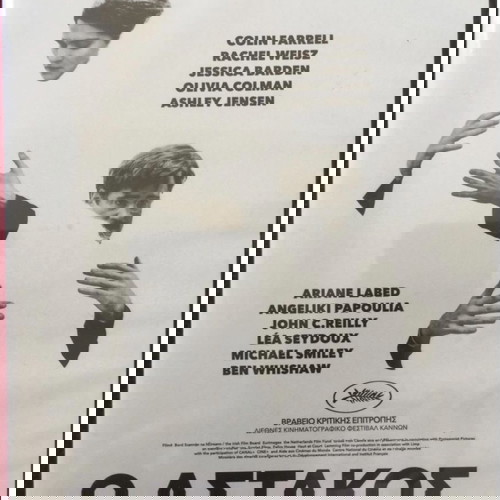 COLIN FARRELL
RACHEL WEISZ
JESSICA BARDEN
OLIVIA COLMAN
ASHLEY JENSEN
ARIANE LABED
ANGELIKI PAPOULIA
JOHN C.REILLY
LEA SEYDOUX
MICHAEL SMILEY
BEN WHISHAW
ΒΡΑΒΕΙΟ ΚΡΙΤΙΚΗΣ ΕΠΙΤΡΟΠΗΣ
ΔΙΕΘΝΕΣ ΚΙΝΗΜΑΤΟΓΡΑΦΙΚΟ ΦΕΣΤΙΒΑΛ ΚΑΝΝΩΝ
Ο ΑΣΤΑΚΟΣ